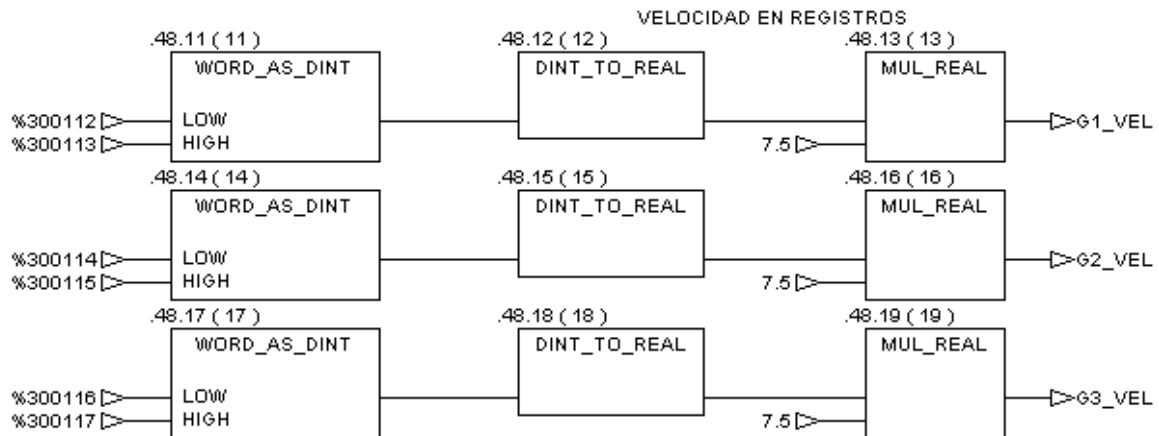 VELOCIDAD EN REGISTROS
.48.11 ( 11 ) .48.12 ( 12 ) .48.13 ( 13 )
WORD_AS_DINT DINT_TO_REAL MUL_REAL
%300112 LOW G1_VEL
%300113 HIGH 7.5
.48.14 ( 14 ) .48.15 ( 15 ) .48.16 ( 16 )
WORD_AS_DINT DINT_TO_REAL MUL_REAL
%300114 LOW G2_VEL
%300115 HIGH 7.5
.48.17 ( 17 ) .48.18 ( 18 ) .48.19 ( 19 )
WORD_AS_DINT DINT_TO_REAL MUL_REAL
%300116 LOW G3_VEL
%300117 HIGH 7.5